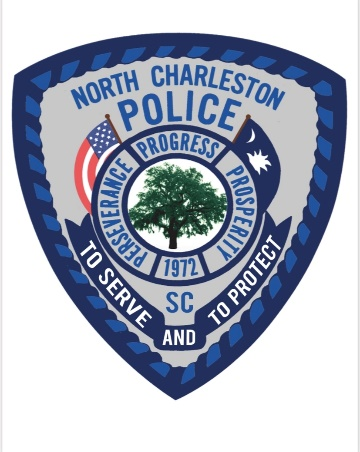 NORTH CHARLESTON
POLICE
PERSEVERANCE
PROGRESS
PROSPERITY
1972
SC
TO SERVE
AND
TO PROTECT